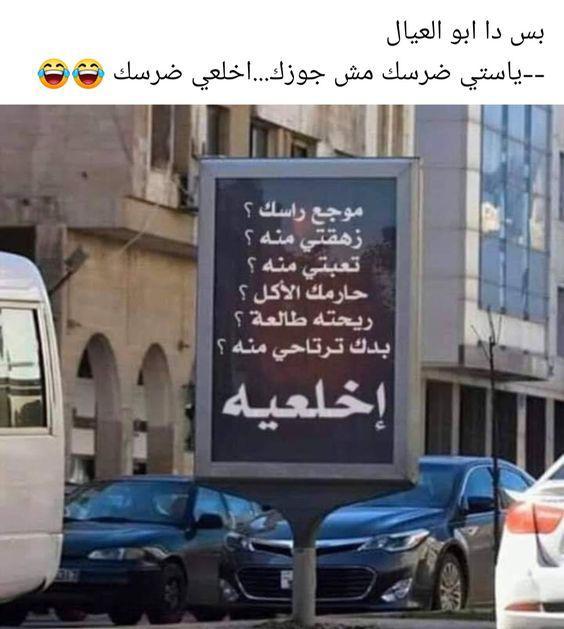 بس دا ابو العيال
--ياستي ضرسك مش جوزك...اخلعي ضرسك 😂😂
موجع راسك ؟
زهقتي منه ؟
تعبتي منه ؟
حارمك الأكل ؟
ريحته طالعة ؟
بدك ترتاحي منه ؟
إخلعيه